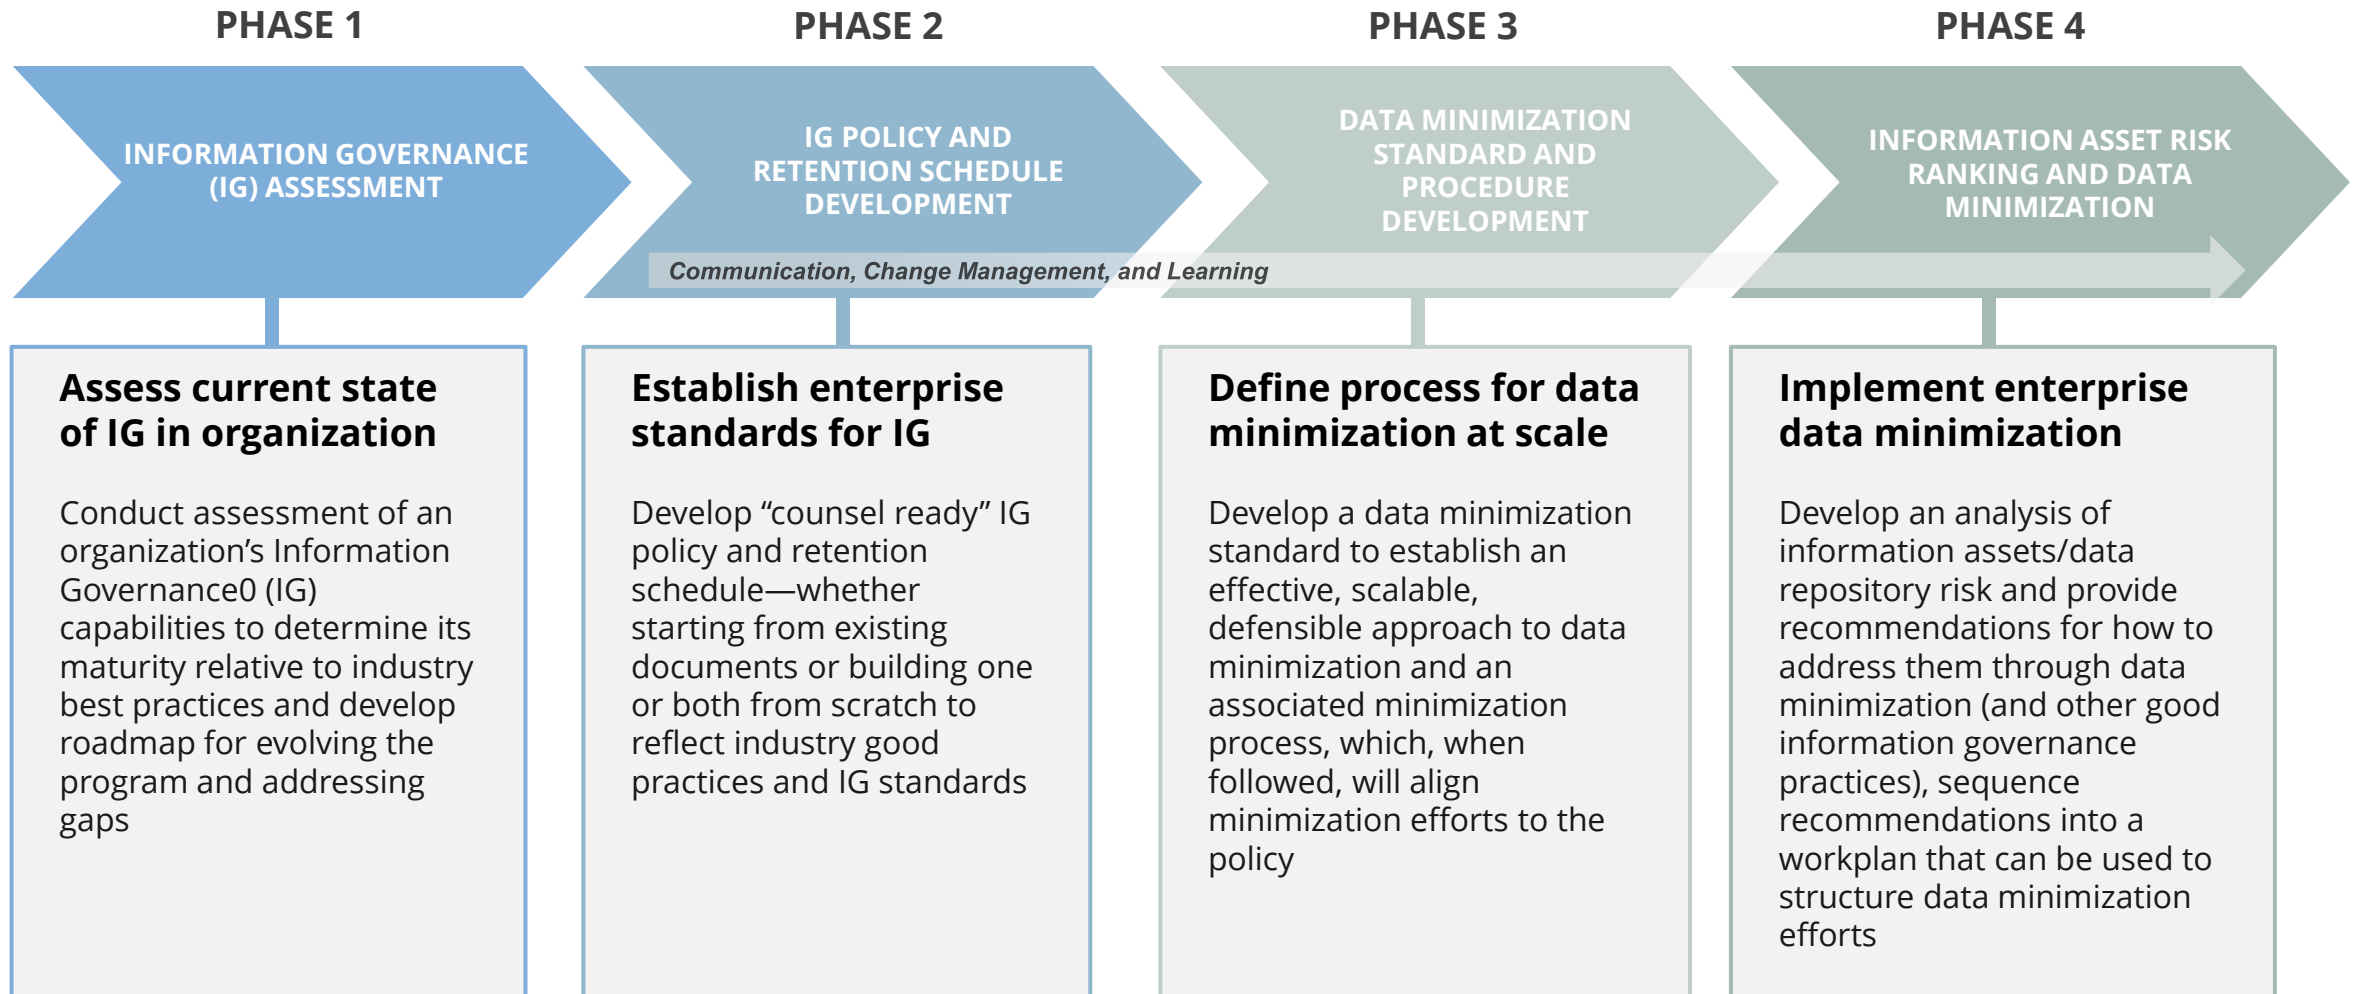 PHASE 1
INFORMATION GOVERNANCE
(IG) ASSESSMENT
Assess current state
of IG in organization
Conduct assessment of an
organization’s Information
Governance0 (IG)
capabilities to determine its
maturity relative to industry
best practices and develop
roadmap for evolving the
program and addressing
gaps
PHASE 2
IG POLICY AND
RETENTION SCHEDULE
DEVELOPMENT
Communication, Change Management, and Learning
Establish enterprise
standards for IG
Develop “counsel ready” IG
policy and retention
schedule—whether
starting from existing
documents or building one
or both from scratch to
reflect industry good
practices and IG standards
PHASE 3
DATA MINIMIZATION
STANDARD AND
PROCEDURE
DEVELOPMENT
Define process for data
minimization at scale
Develop a data minimization
standard to establish an
effective, scalable,
defensible approach to data
minimization and an
associated minimization
process, which, when
followed, will align
minimization efforts to the
policy
PHASE 4
INFORMATION ASSET RISK
RANKING AND DATA
MINIMIZATION
Implement enterprise
data minimization
Develop an analysis of
information assets/data
repository risk and provide
recommendations for how to
address them through data
minimization (and other good
information governance
practices), sequence
recommendations into a
workplan that can be used to
structure data minimization
efforts